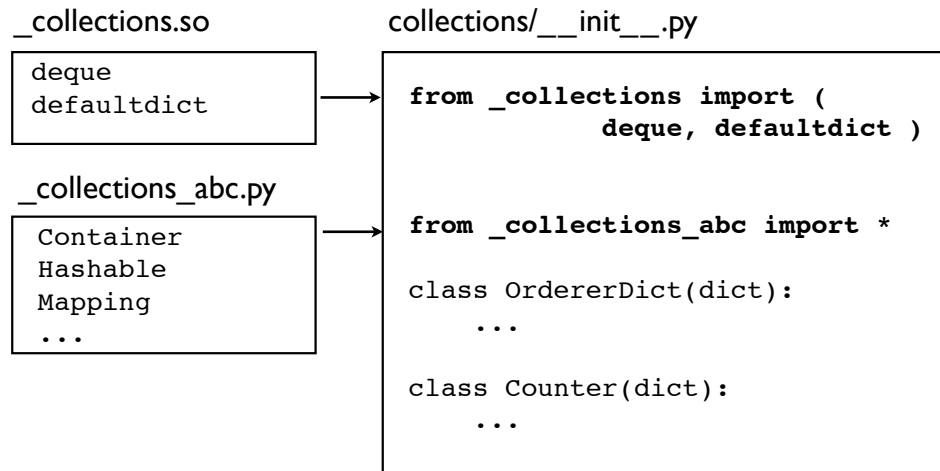 _collections.so
deque
defaultdict
_collections_abc.py
Container
Hashable
Mapping
...
collections/__init__.py
from _collections import (
deque, defaultdict )
from _collections_abc import *
class OrdererDict(dict):
...
class Counter(dict):
...